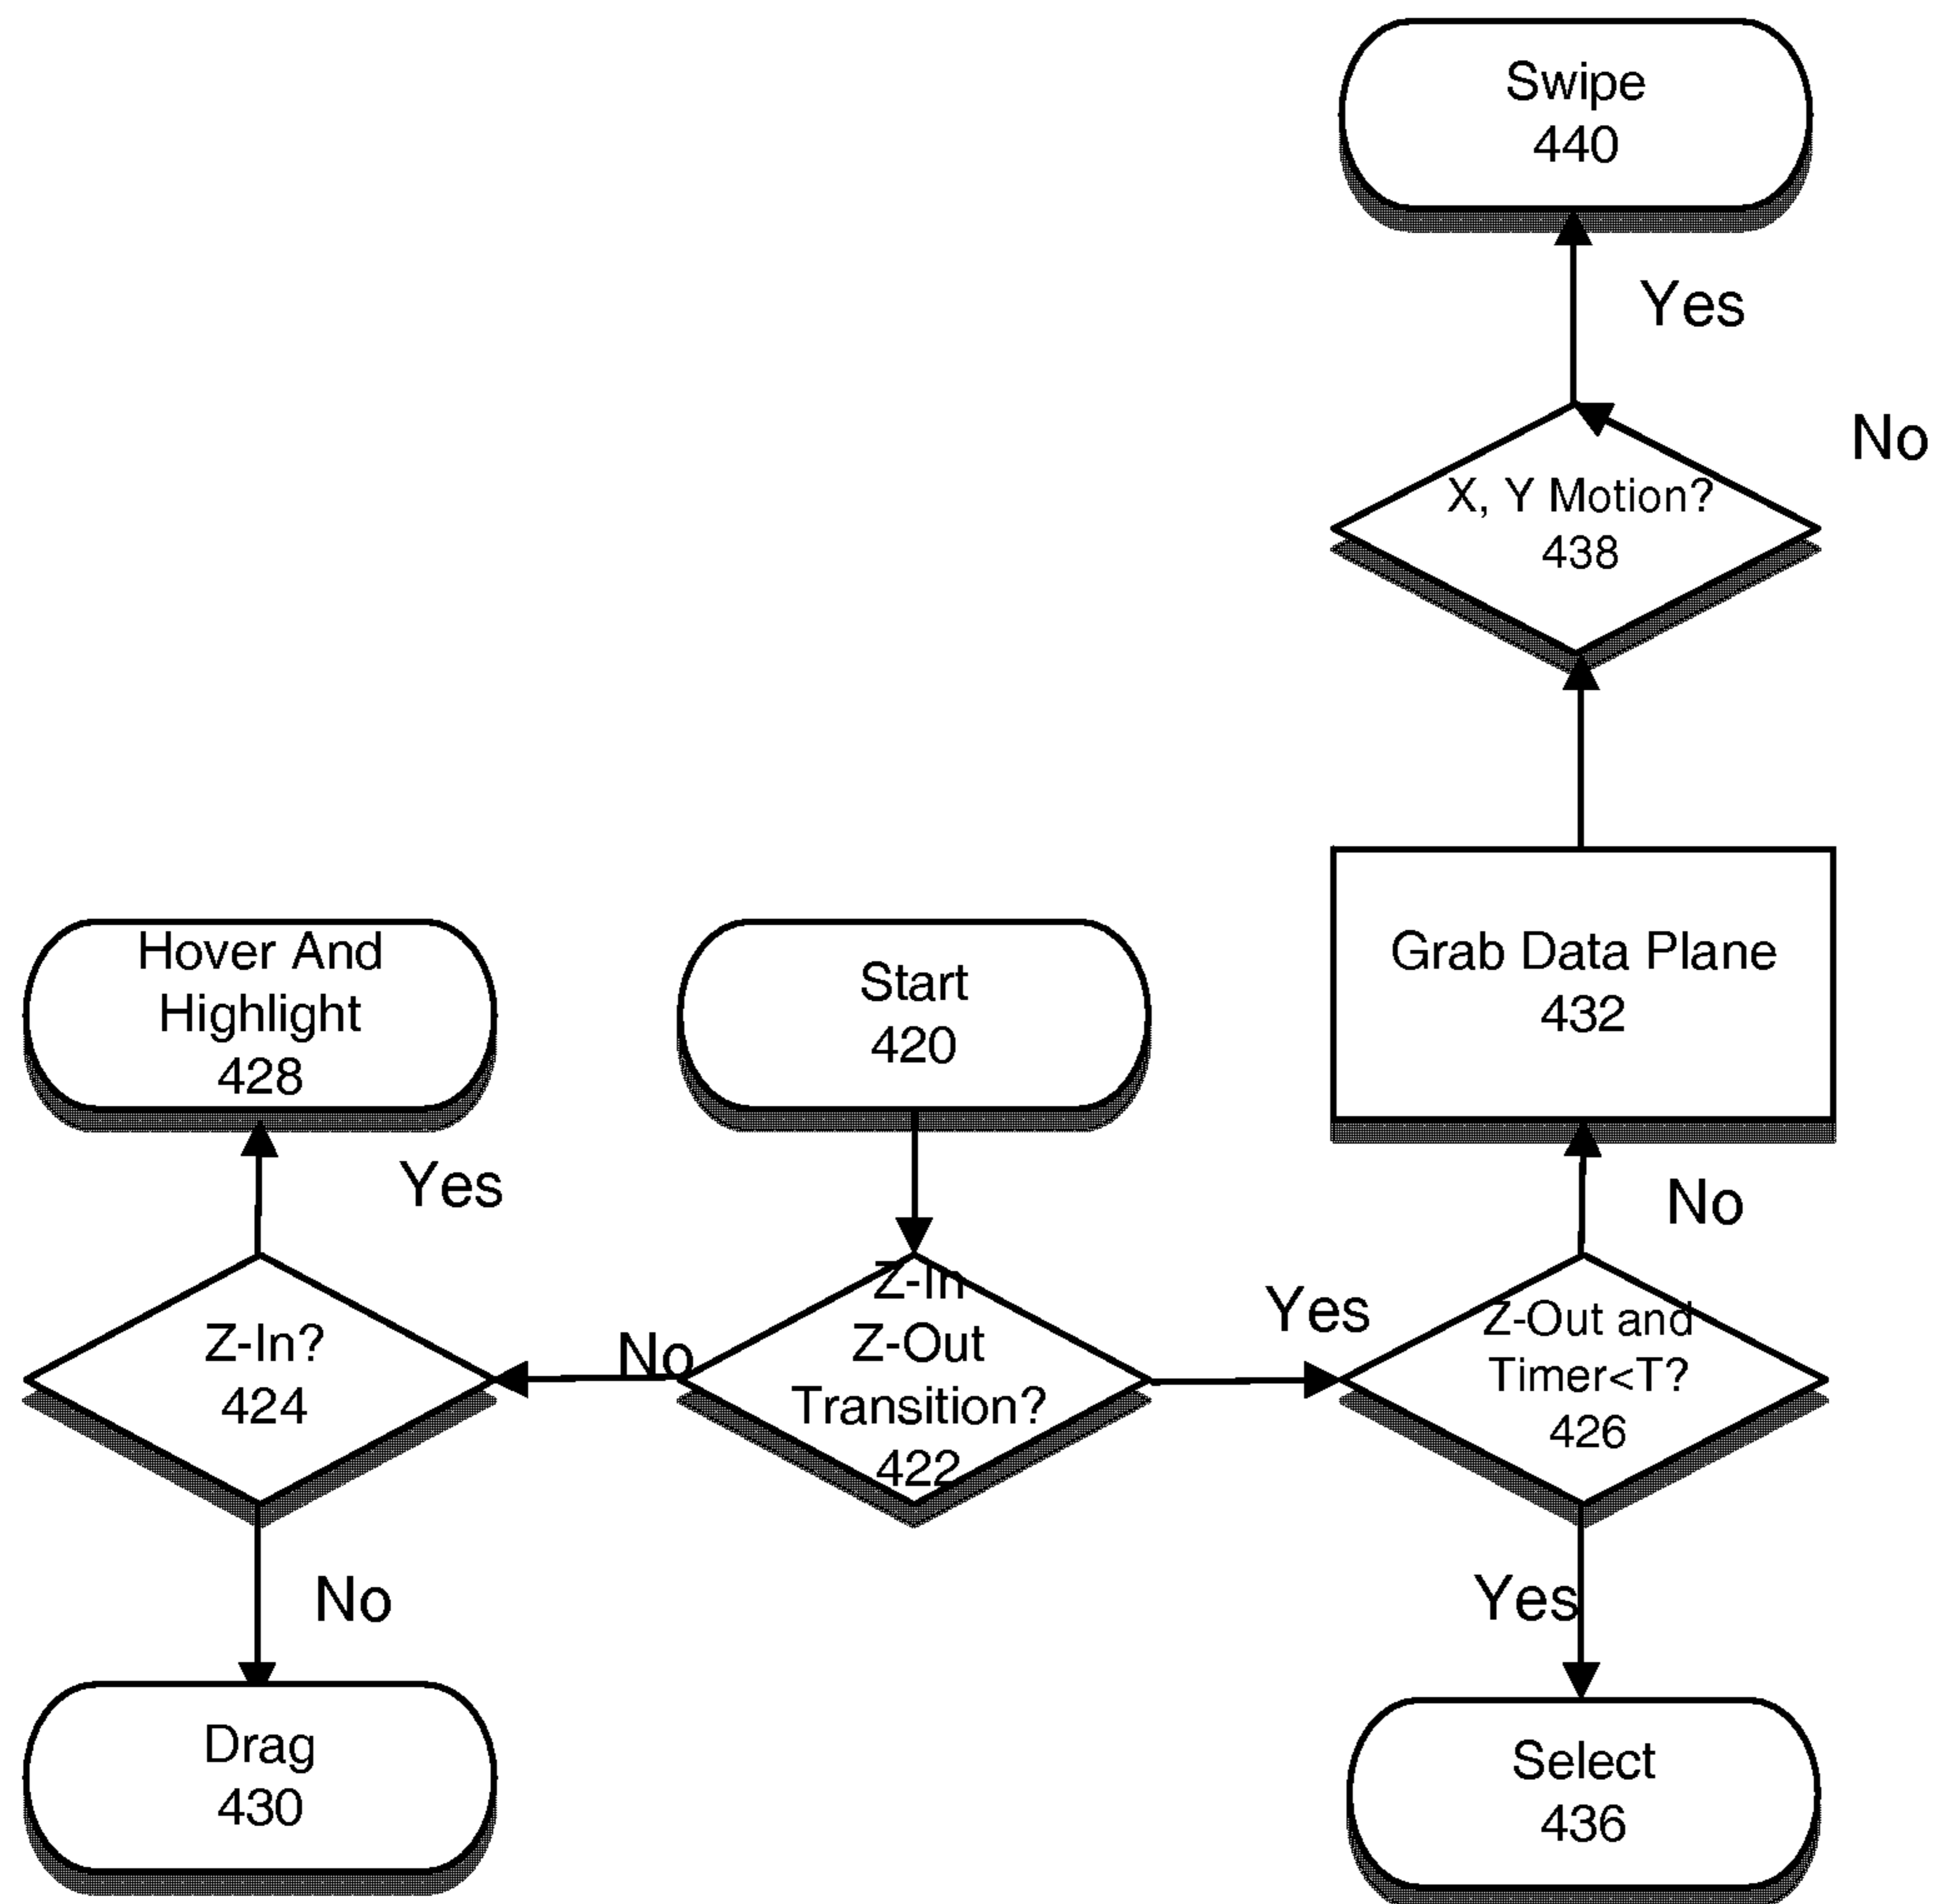 Swipe
440
Yes
No
X, Y Motion?
438
Hover And
Highlight
428
Start
420
Grab Data Plane
432
Yes
No
Z-In?
424
No
Z-In
Z-Out
Transition?
422
Yes
Z-Out and
Timer<T?
426
No
Yes
Drag
430
Select
436